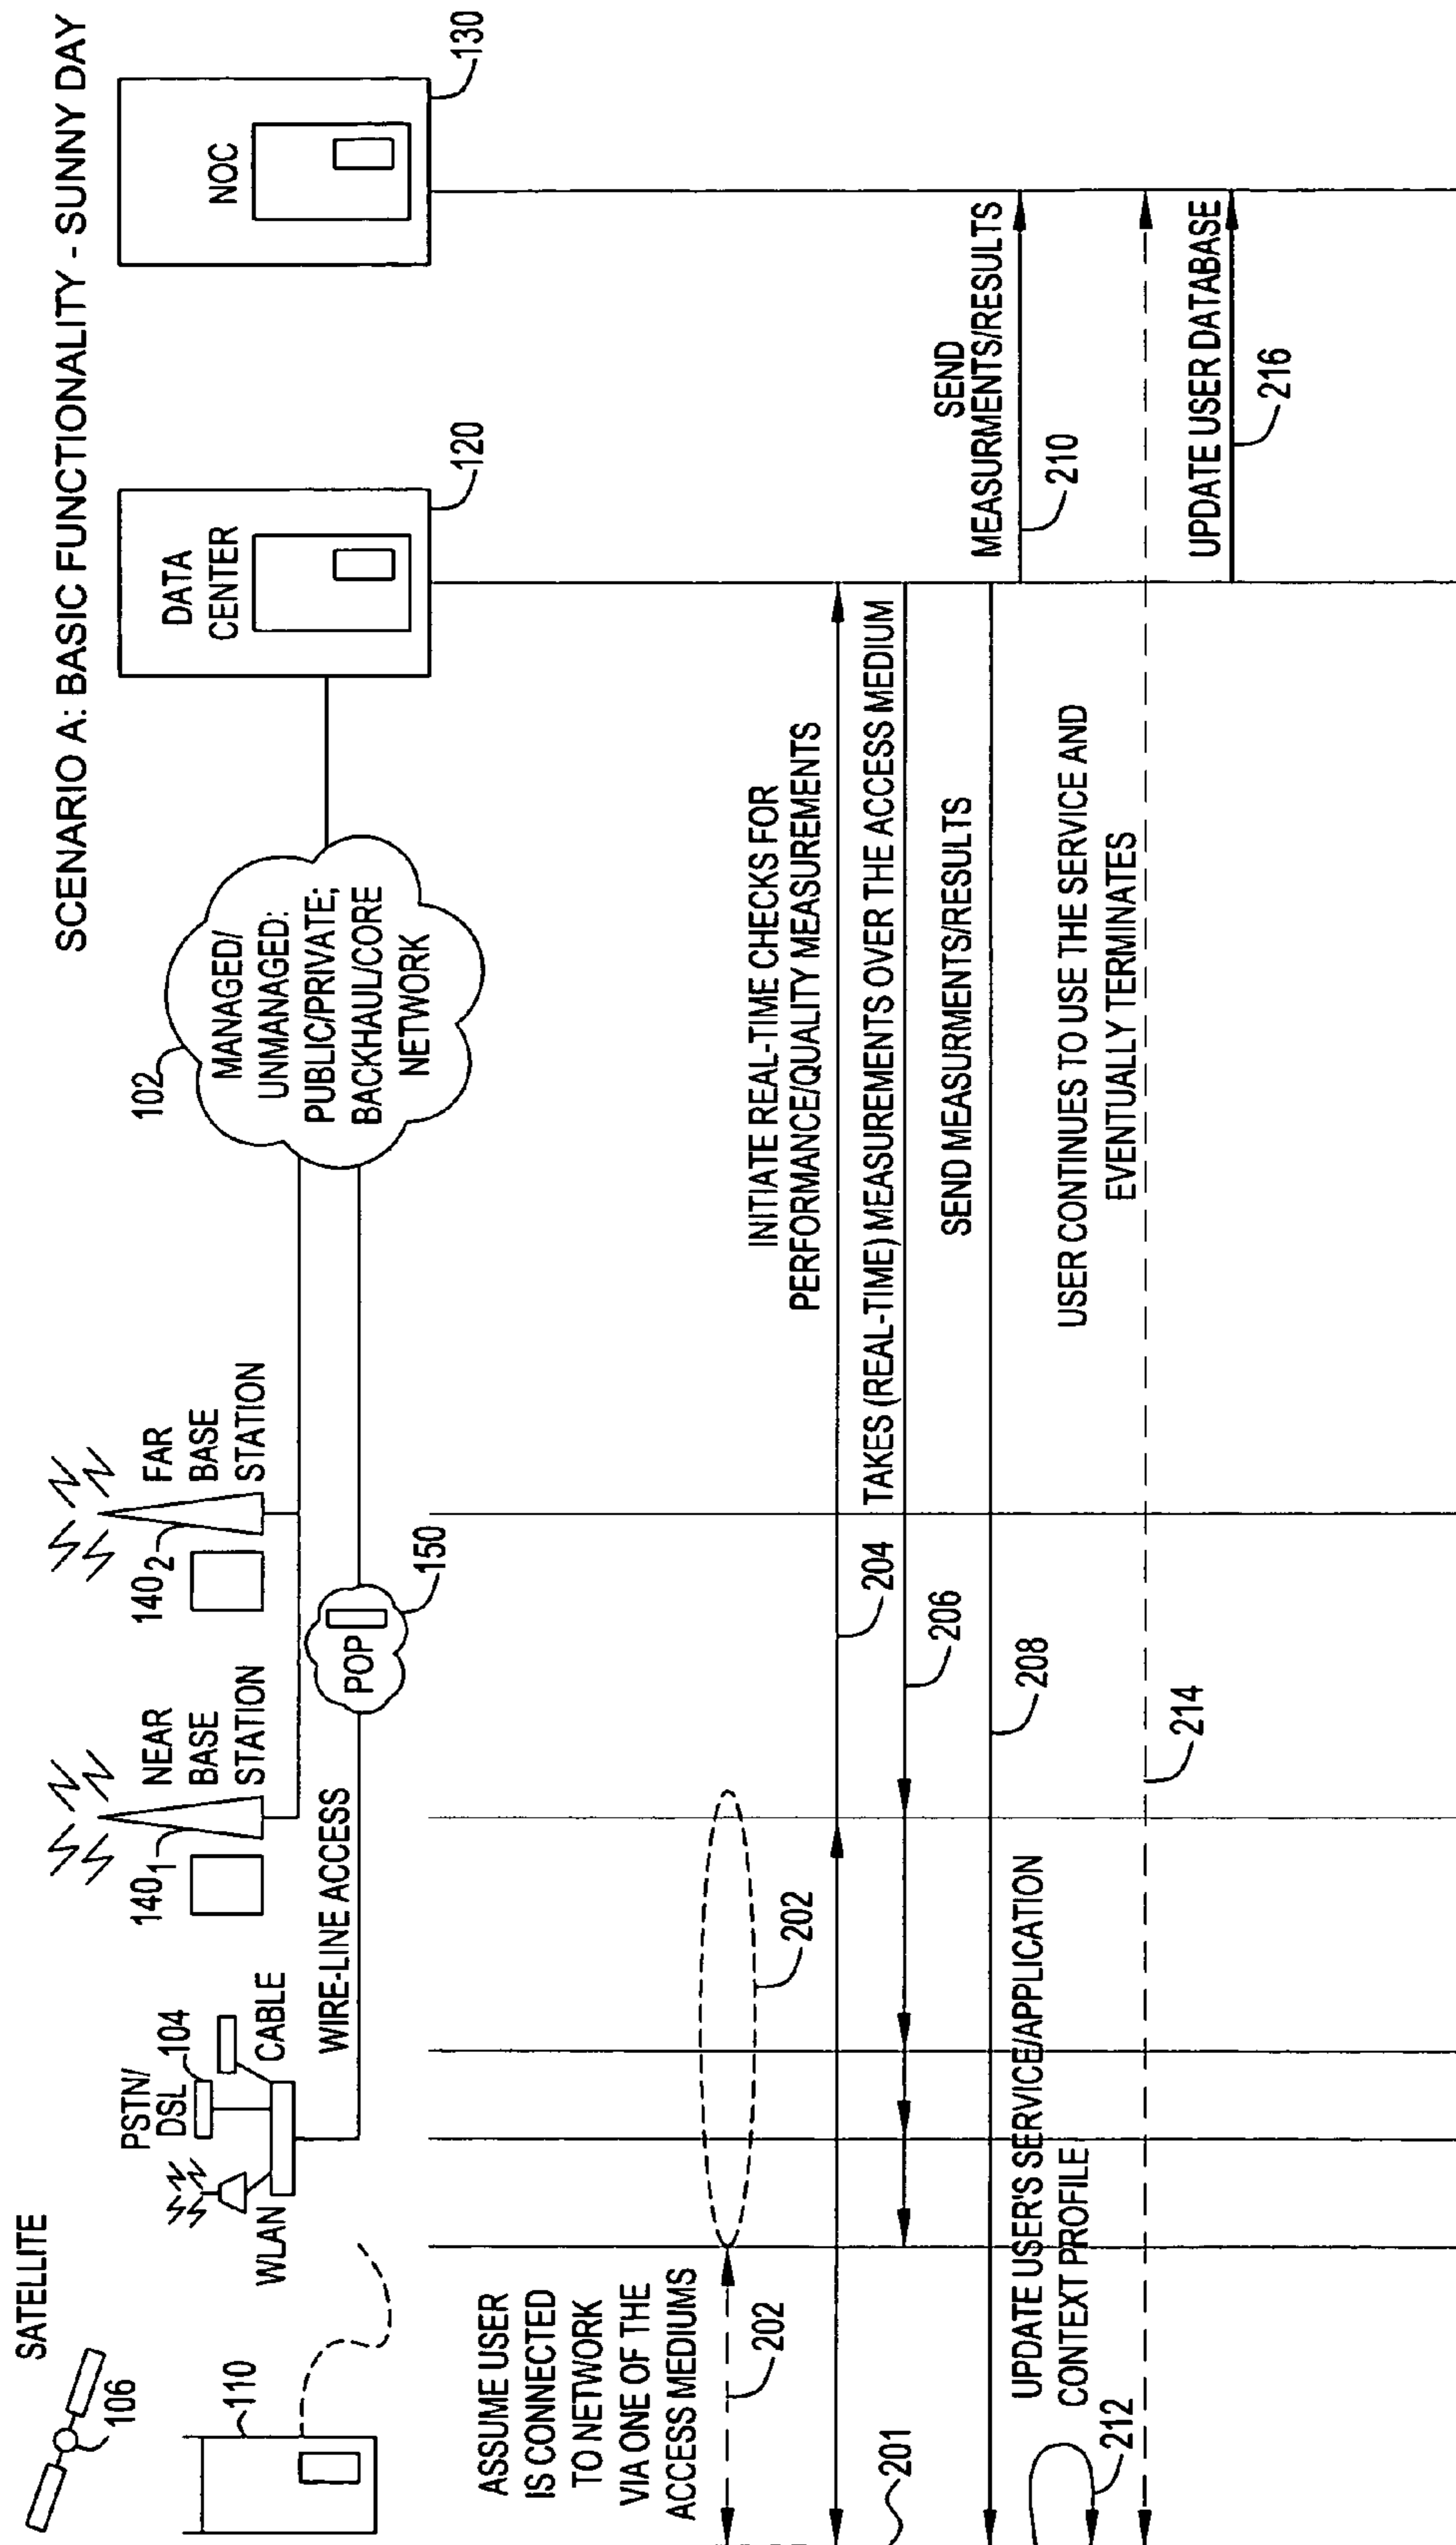 SCENARIO A: BASIC FUNCTIONALITY - SUNNY DAY
SATELLITE
106
110
PSTN/
DSL
104
WLAN
CABLE
WIRE-LINE ACCESS
140₁
NEAR
BASE
STATION
140₂
FAR
BASE
STATION
POP
150
102
MANAGED/
UNMANAGED:
PUBLIC/PRIVATE;
BACKHAUL/CORE
NETWORK
DATA
CENTER
120
NOC
130
ASSUME USER
IS CONNECTED
TO NETWORK
VIA ONE OF THE
ACCESS MEDIUMS
202
202
201
INITIATE REAL-TIME CHECKS FOR
PERFORMANCE/QUALITY MEASUREMENTS
204
TAKES (REAL-TIME) MEASUREMENTS OVER THE ACCESS MEDIUM
206
SEND MEASURMENTS/RESULTS
208
SEND
MEASURMENTS/RESULTS
210
UPDATE USER'S SERVICE/APPLICATION
CONTEXT PROFILE
212
USER CONTINUES TO USE THE SERVICE AND
EVENTUALLY TERMINATES
214
UPDATE USER DATABASE
216